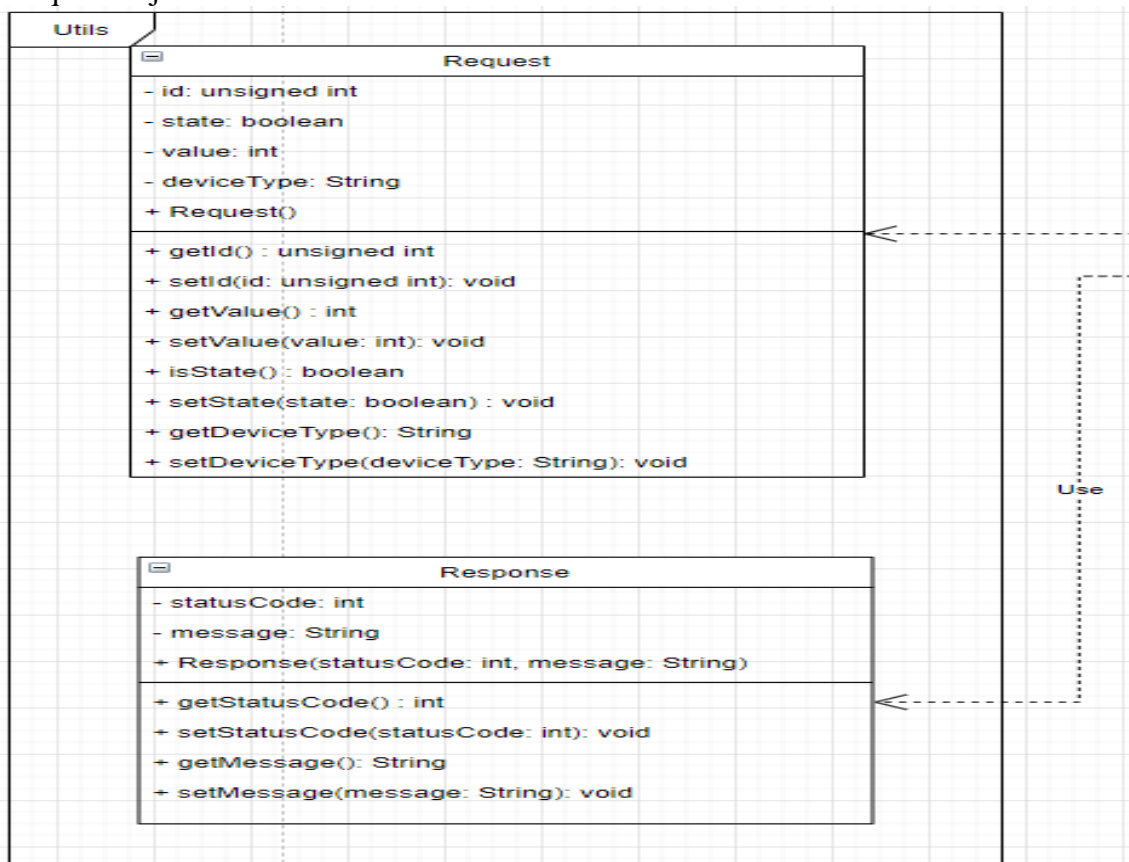 Utils
Request
- id: unsigned int
- state: boolean
- value: int
- deviceType: String
+ Request()
+ getId() : unsigned int
+ setId(id: unsigned int): void
+ getValue() : int
+ setValue(value: int): void
+ isState() : boolean
+ setState(state: boolean) : void
+ getDeviceType(): String
+ setDeviceType(deviceType: String): void
Use
Response
- statusCode: int
- message: String
+ Response(statusCode: int, message: String)
+ getStatusCode() : int
+ setStatusCode(statusCode: int): void
+ getMessage(): String
+ setMessage(message: String): void